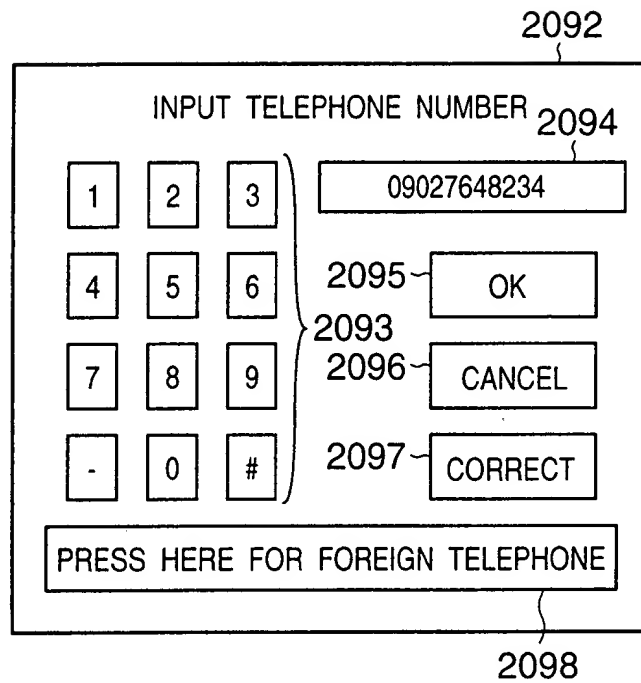 2092
INPUT TELEPHONE NUMBER
2094
1 2 3
09027648234
4 5 6
2095
OK
2093
7 8 9
2096
CANCEL
- 0 #
2097
CORRECT
PRESS HERE FOR FOREIGN TELEPHONE
2098